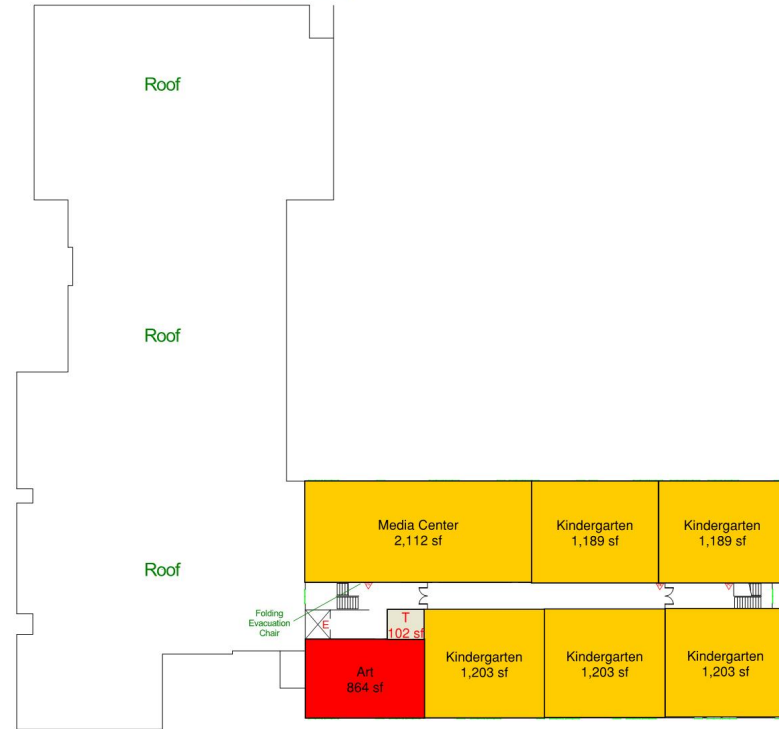 Roof
Roof
Media Center
2,112 sf
Kindergarten
1,189 sf
Kindergarten
1,189 sf
Roof
Folding
Evacuation
Chair
E
T
102 sf
Art
864 sf
Kindergarten
1,203 sf
Kindergarten
1,203 sf
Kindergarten
1,203 sf